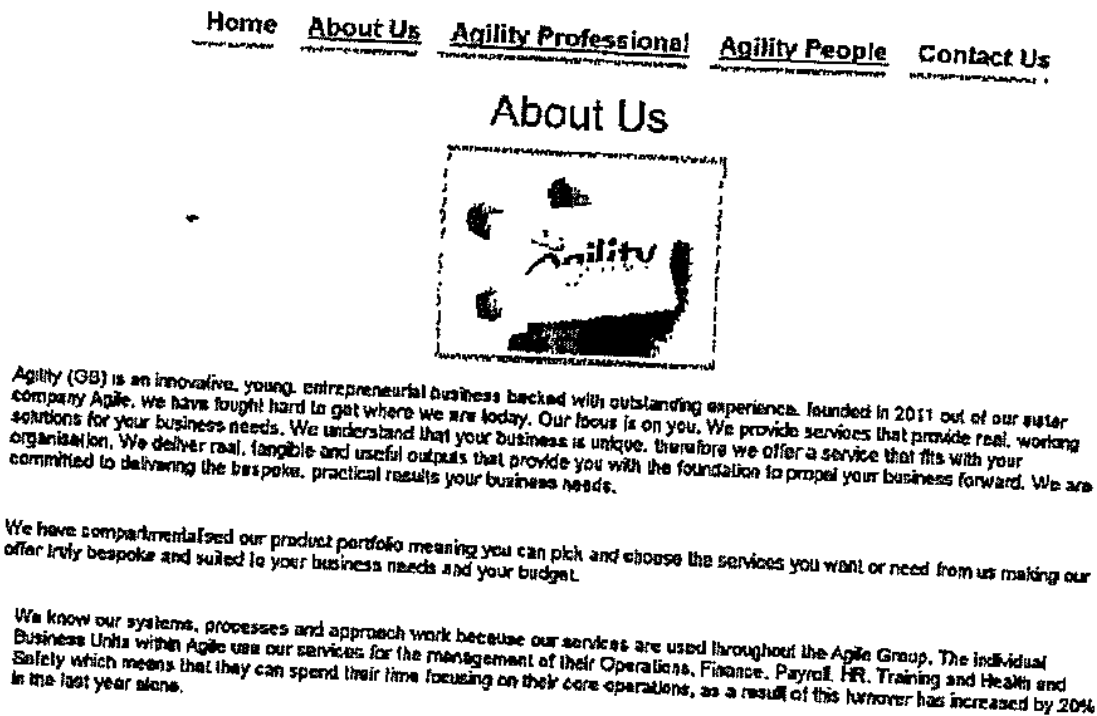 Home About Us Agility Professional Agility People Contact Us
About Us
Agility
Agility (GB) is an innovative, young, entrepreneurial business backed with outstanding experience, founded in 2011 out of our sister
company Agile, we have fought hard to get where we are today. Our focus is on you. We provide services that provide real, working
solutions for your business needs. We understand that your business is unique, therefore we offer a service that fits with your
organisation. We deliver real, tangible and useful outputs that provide you with the foundation to propel your business forward. We are
committed to delivering the bespoke, practical results your business needs.
We have compartmentalised our product portfolio meaning you can pick and choose the services you want or need from us making our
offer truly bespoke and suited to your business needs and your budget.
We know our systems, processes and approach work because our services are used throughout the Agile Group. The individual
Business Units within Agile use our services for the management of their Operations, Finance, Payroll, HR, Training and Health and
Safety which means that they can spend their time focusing on their core operations, as a result of this turnover has increased by 20%
in the last year alone.